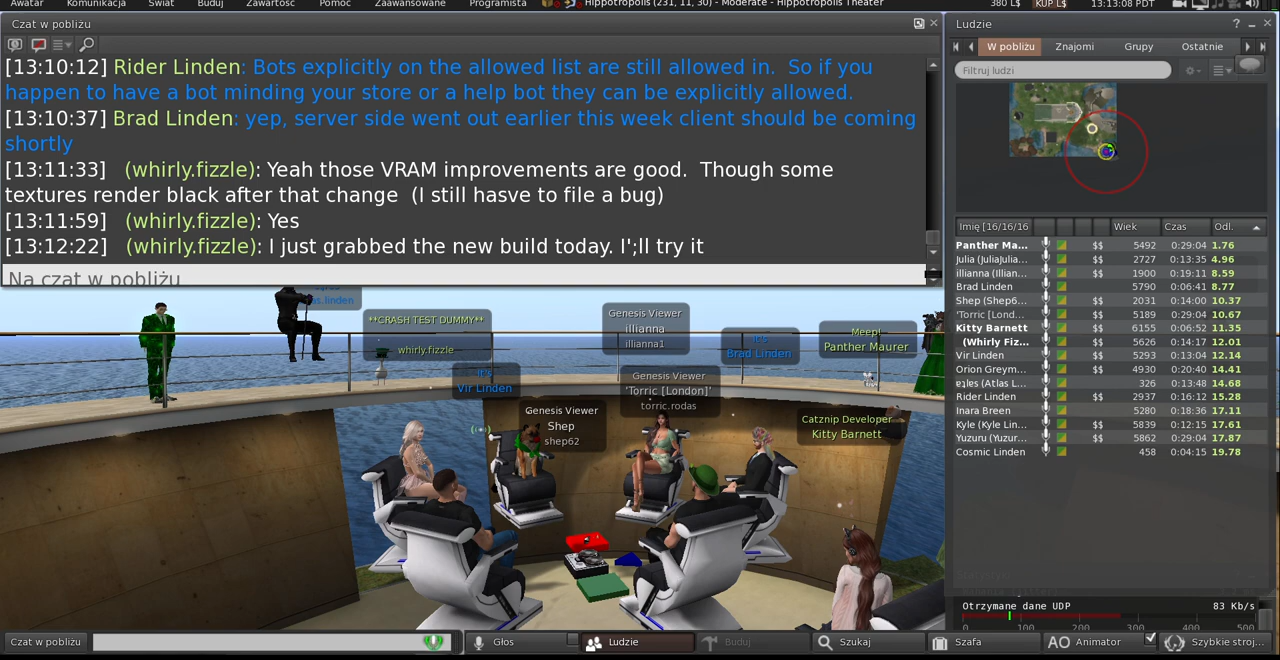 Awatar Komunikacja Świat Buduj Zawartość Pomoc Zaawansowane Programista Hippotropolis (231, 11, 30) - Moderate - Hippotropolis Theater 380 L$ KUP L$ 13:13:08 PDT
Czat w pobliżu
[13:10:12] Rider Linden: Bots explicitly on the allowed list are still allowed in. So if you
happen to have a bot minding your store or a help bot they can be explicitly allowed.
[13:10:37] Brad Linden: yep, server side went out earlier this week client should be coming
shortly
[13:11:33] (whirly.fizzle): Yeah those VRAM improvements are good. Though some
textures render black after that change (I still hasve to file a bug)
[13:11:59] (whirly.fizzle): Yes
[13:12:22] (whirly.fizzle): I just grabbed the new build today. I';ll try it
Na czat w pobliżu
Ludzie
W pobliżu Znajomi Grupy Ostatnie
Filtruj ludzi
Imię [16/16/16 Wiek Czas Odl.
Panther Ma... $$ 5492 0:29:04 1.76
Julia (JuliaJulia... $$ 2727 0:13:35 4.96
illianna (Illian... $$ 1900 0:19:11 8.59
Brad Linden 5790 0:06:41 8.77
Shep (Shep6... $$ 2031 0:14:00 10.37
'Torric [Lond... $$ 5189 0:29:04 10.67
Kitty Barnett $$ 6155 0:06:52 11.35
(Whirly Fiz... $$ 5626 0:14:17 12.01
Vir Linden $$ 5293 0:13:04 12.14
Orion Greym... $$ 4930 0:20:40 14.41
(Atlas L... 326 0:13:48 14.68
Rider Linden $$ 2937 0:16:12 15.28
Inara Breen 5280 0:18:36 17.11
Kyle (Kyle Lin... $$ 5839 0:12:15 17.61
Yuzuru (Yuzur... $$ 5862 0:29:04 17.87
Cosmic Linden 458 0:04:15 19.78
Otrzymane dane UDP 83 Kb/s
0 100 200 300 400 500
.linden
**CRASH TEST DUMMY**
whirly.fizzle
It's
Vir Linden
Genesis Viewer
illianna
illianna1
It's
Brad Linden
Meep!
Panther Maurer
Genesis Viewer
'Torric [London]'
torric.rodas
Genesis Viewer
Shep
shep62
Catznip Developer
Kitty Barnett
Czat w pobliżu Głos Ludzie Buduj Szukaj Szafa AO Animator Szybkie stroj...